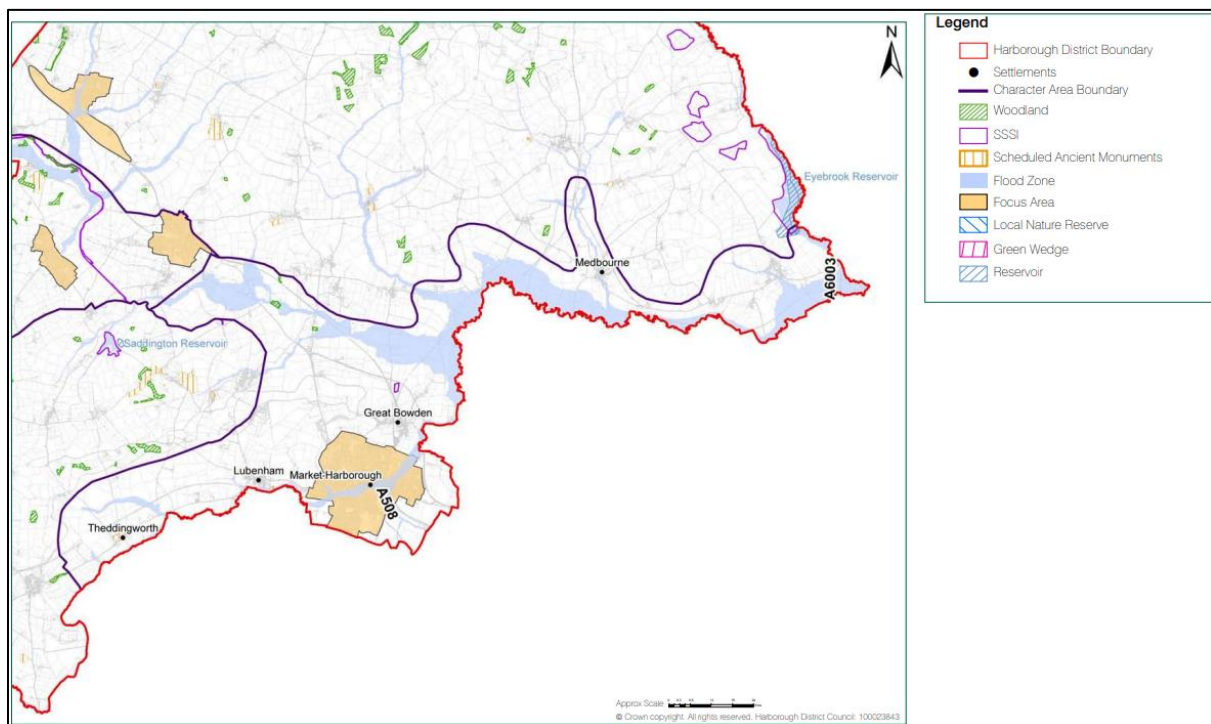 N
Eyebrook Reservoir
Medbourne
A6003
Saddington Reservoir
Great Bowden
Lubenham
Market-Harborough
A508
Theddingworth
Approx Scale
© Crown copyright. All rights reserved. Harborough District Council: 100023843
Legend
Harborough District Boundary
Settlements
Character Area Boundary
Woodland
SSSI
Scheduled Ancient Monuments
Flood Zone
Focus Area
Local Nature Reserve
Green Wedge
Reservoir